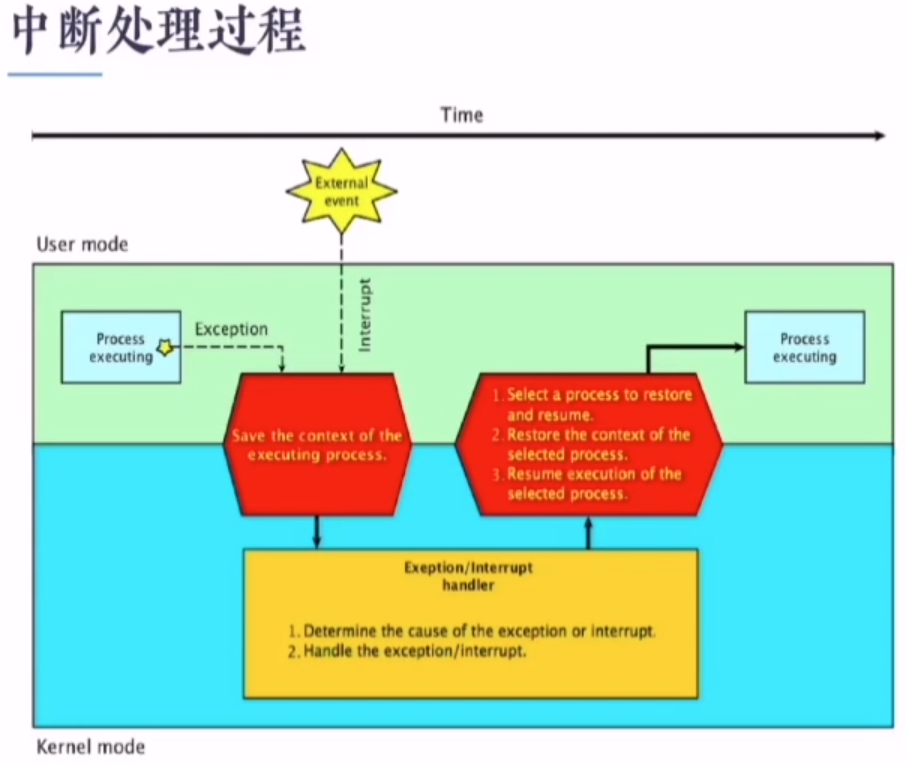 中断处理过程
Time
External
event
User mode
Process
executing
Exception
Interrupt
Process
executing
Save the context of the
executing process.
1. Select a process to restore
and resume.
2. Restore the context of the
selected process.
3. Resume execution of the
selected process.
Exeption/Interrupt
handler
1. Determine the cause of the exception or interrupt.
2. Handle the exception/interrupt.
Kernel mode